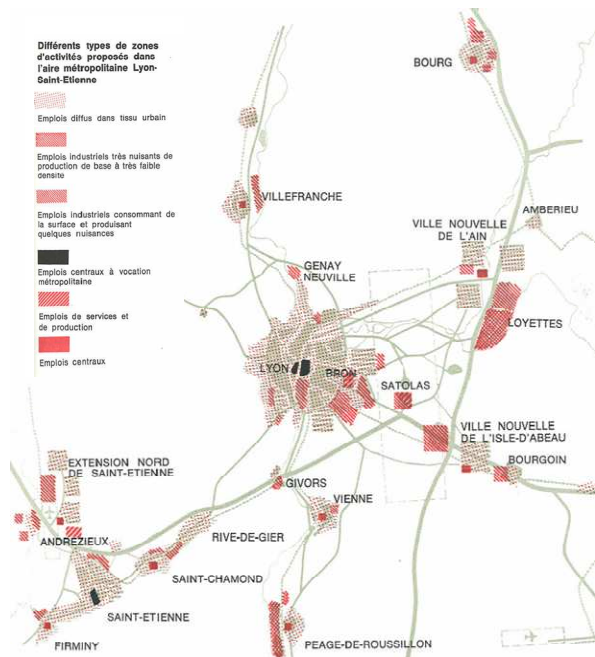 Différents types de zones
d'activités proposés dans
l'aire métropolitaine Lyon-
Saint-Etienne
Emplois diffus dans tissu urbain
Emplois industriels très nuisants de
production de base à très faible
densité
Emplois industriels consommant de
la surface et produisant
quelques nuisances
Emplois centraux à vocation
métropolitaine
Emplois de services et
de production
Emplois centraux
BOURG
VILLEFRANCHE
AMBERIEU
VILLE NOUVELLE
DE L'AIN
GENAY
NEUVILLE
LOYETTES
LYON
BRON
SATOLAS
VILLE NOUVELLE
DE L'ISLE-D'ABEAU
BOURGOIN
EXTENSION NORD
DE SAINT-ETIENNE
GIVORS
VIENNE
ANDREZIEUX
RIVE-DE-GIER
SAINT-CHAMOND
SAINT-ETIENNE
FIRMINY
PEAGE-DE-ROUSSILLON